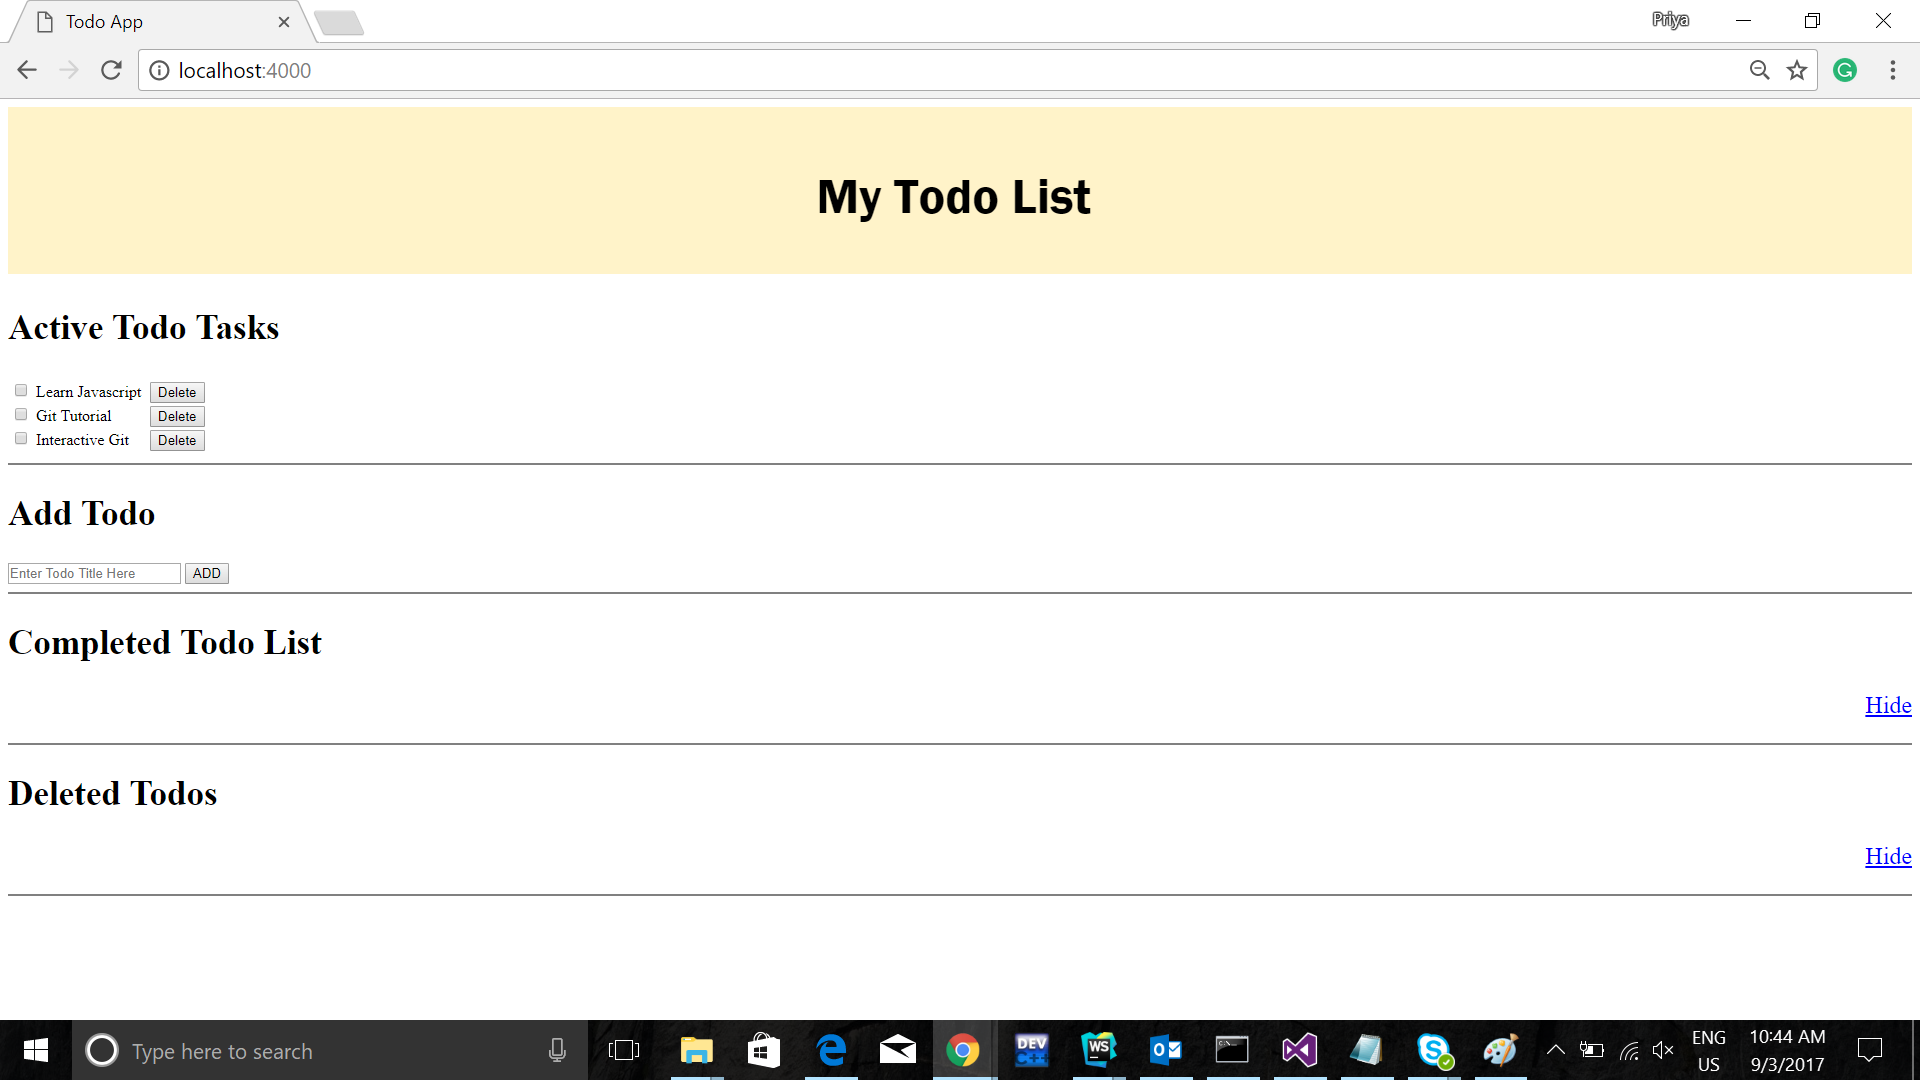 Todo App
Priya
localhost:4000
My Todo List
Active Todo Tasks
Learn Javascript Delete
Git Tutorial Delete
Interactive Git Delete
Add Todo
Enter Todo Title Here ADD
Completed Todo List
Hide
Deleted Todos
Hide
Type here to search
DEV C++
WS
ENG
US
10:44 AM
9/3/2017